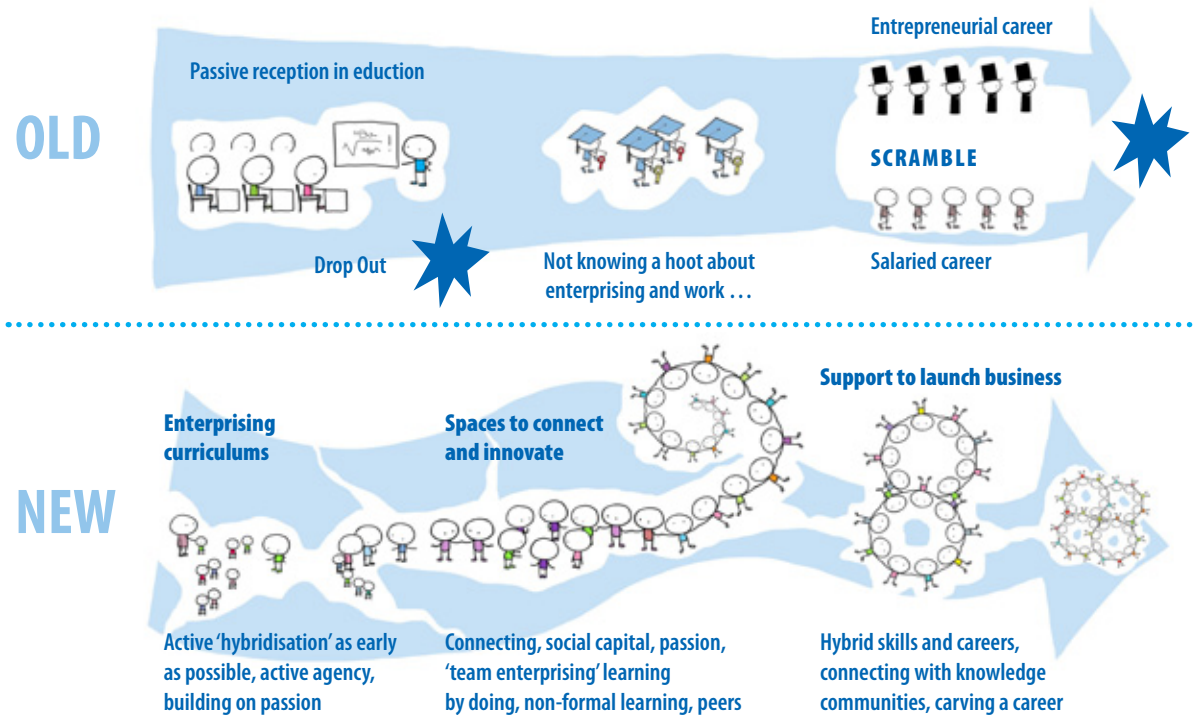 OLD
Passive reception in eduction
Drop Out
Not knowing a hoot about
enterprising and work …
Entrepreneurial career
SCRAMBLE
Salaried career
NEW
Enterprising
curriculums
Active ‘hybridisation’ as early
as possible, active agency,
building on passion
Spaces to connect
and innovate
Connecting, social capital, passion,
‘team enterprising’ learning
by doing, non-formal learning, peers
Support to launch business
Hybrid skills and careers,
connecting with knowledge
communities, carving a career